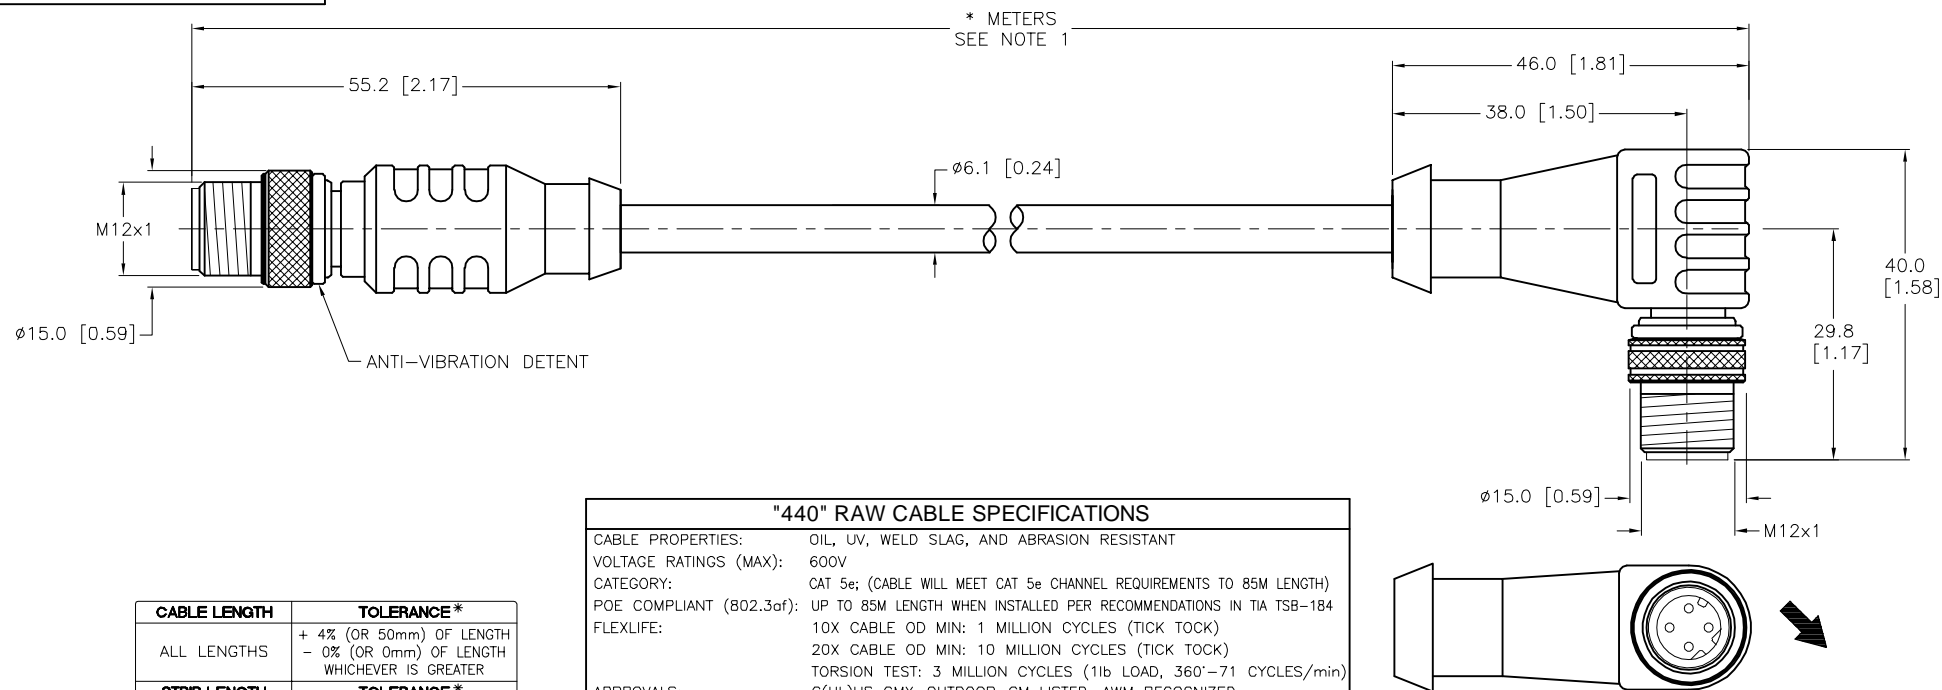 * METERS
SEE NOTE 1
55.2 [2.17]
46.0 [1.81]
38.0 [1.50]
ø6.1 [0.24]
M12x1
40.0
[1.58]
29.8
[1.17]
ø15.0 [0.59]
ANTI-VIBRATION DETENT
ø15.0 [0.59]
M12x1
"440" RAW CABLE SPECIFICATIONS
CABLE PROPERTIES: OIL, UV, WELD SLAG, AND ABRASION RESISTANT
VOLTAGE RATINGS (MAX): 600V
CATEGORY: CAT 5e; (CABLE WILL MEET CAT 5e CHANNEL REQUIREMENTS TO 85M LENGTH)
POE COMPLIANT (802.3af): UP TO 85M LENGTH WHEN INSTALLED PER RECOMMENDATIONS IN TIA TSB-184
FLEXLIFE: 10X CABLE OD MIN: 1 MILLION CYCLES (TICK TOCK)
20X CABLE OD MIN: 10 MILLION CYCLES (TICK TOCK)
TORSION TEST: 3 MILLION CYCLES (1lb LOAD, 360°-71 CYCLES/min)
CABLE LENGTH TOLERANCE*
ALL LENGTHS
+ 4% (OR 50mm) OF LENGTH
- 0% (OR 0mm) OF LENGTH
WHICHEVER IS GREATER
STRIP LENGTH TOLERANCE*